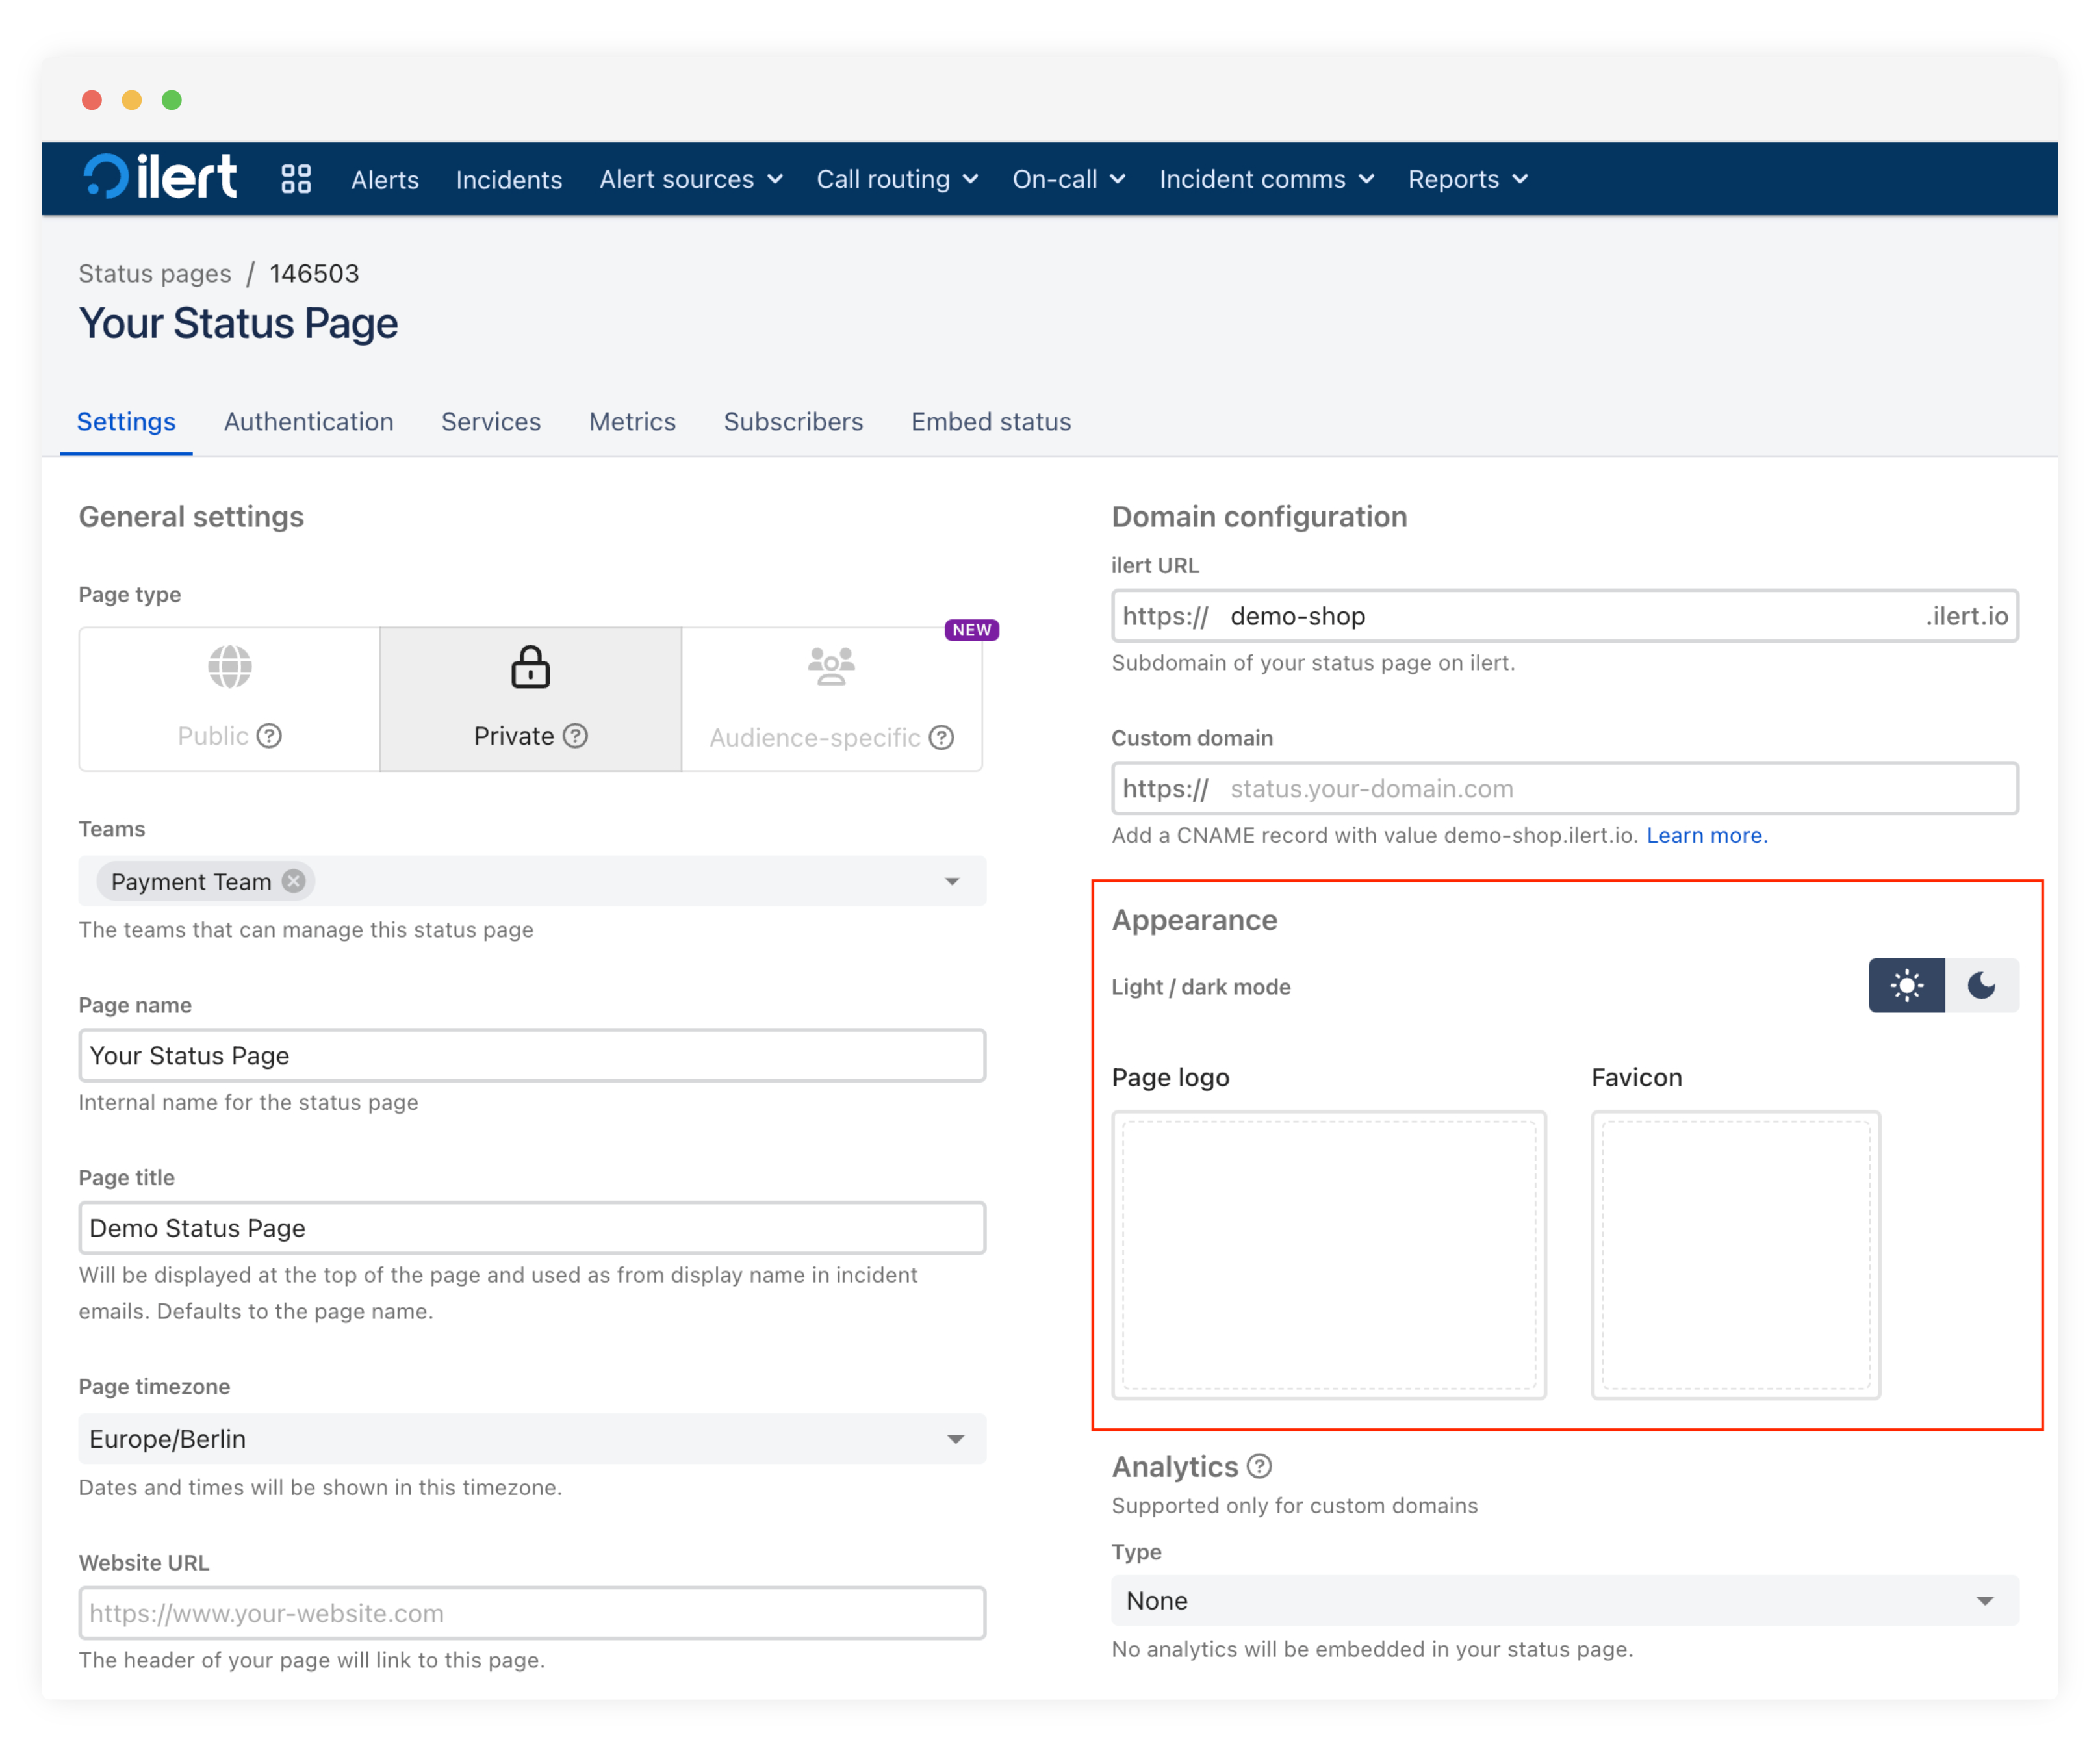 ilert
Alerts Incidents Alert sources Call routing On-call Incident comms Reports
Status pages / 146503
Your Status Page
Settings Authentication Services Metrics Subscribers Embed status
General settings
Page type
NEW
Public ?
Private ?
Audience-specific ?
Teams
Payment Team
The teams that can manage this status page
Page name
Your Status Page
Internal name for the status page
Page title
Demo Status Page
Will be displayed at the top of the page and used as from display name in incident
emails. Defaults to the page name.
Page timezone
Europe/Berlin
Dates and times will be shown in this timezone.
Website URL
https://www.your-website.com
The header of your page will link to this page.
Domain configuration
ilert URL
https:// demo-shop .ilert.io
Subdomain of your status page on ilert.
Custom domain
https:// status.your-domain.com
Add a CNAME record with value demo-shop.ilert.io. Learn more.
Appearance
Light / dark mode
Page logo
Favicon
Analytics ?
Supported only for custom domains
Type
None
No analytics will be embedded in your status page.